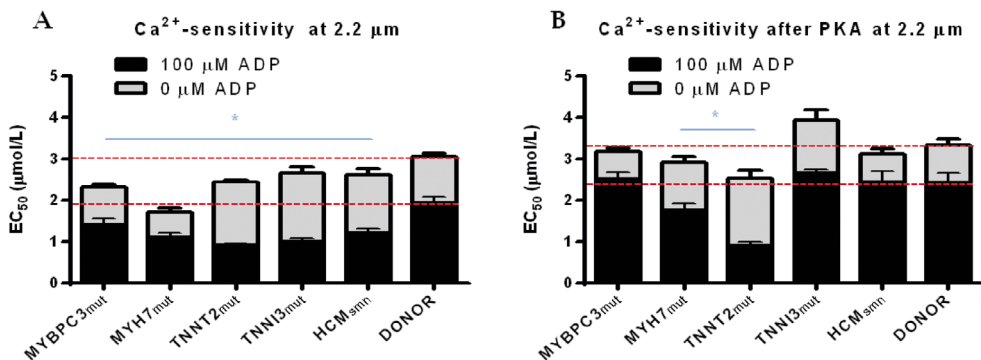 A
Ca²⁺-sensitivity at 2.2 µm
100 µM ADP
0 µM ADP
*
EC₅₀ (µmol/L)
5
4
3
2
1
0
MYBPC3mut
MYH7mut
TNNT2mut
TNNI3mut
HCMsmn
DONOR
B
Ca²⁺-sensitivity after PKA at 2.2 µm
100 µM ADP
0 µM ADP
*
EC₅₀ (µmol/L)
5
4
3
2
1
0
MYBPC3mut
MYH7mut
TNNT2mut
TNNI3mut
HCMsmn
DONOR